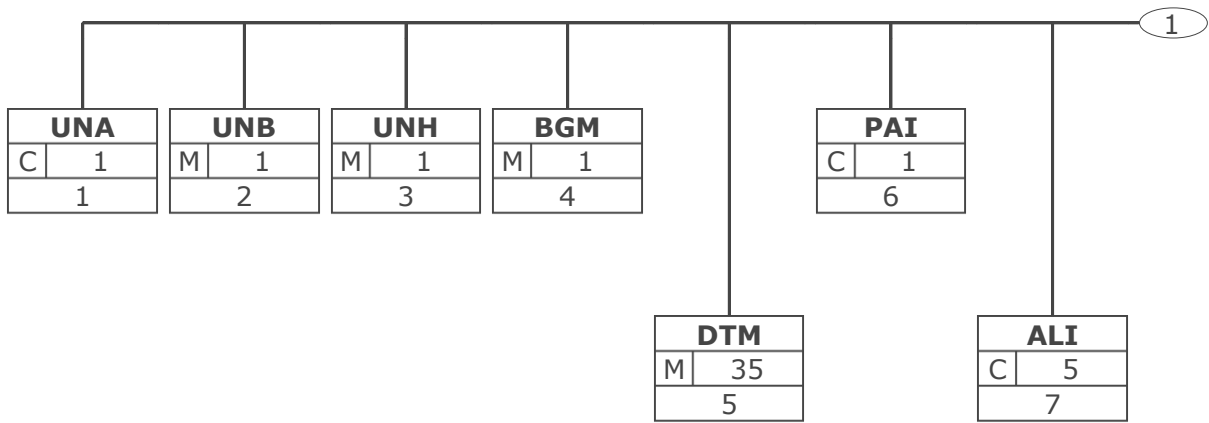 1
UNA UNB UNH BGM PAI
C 1 M 1 M 1 M 1 C 1
1 2 3 4 6
DTM ALI
M 35 C 5
5 7